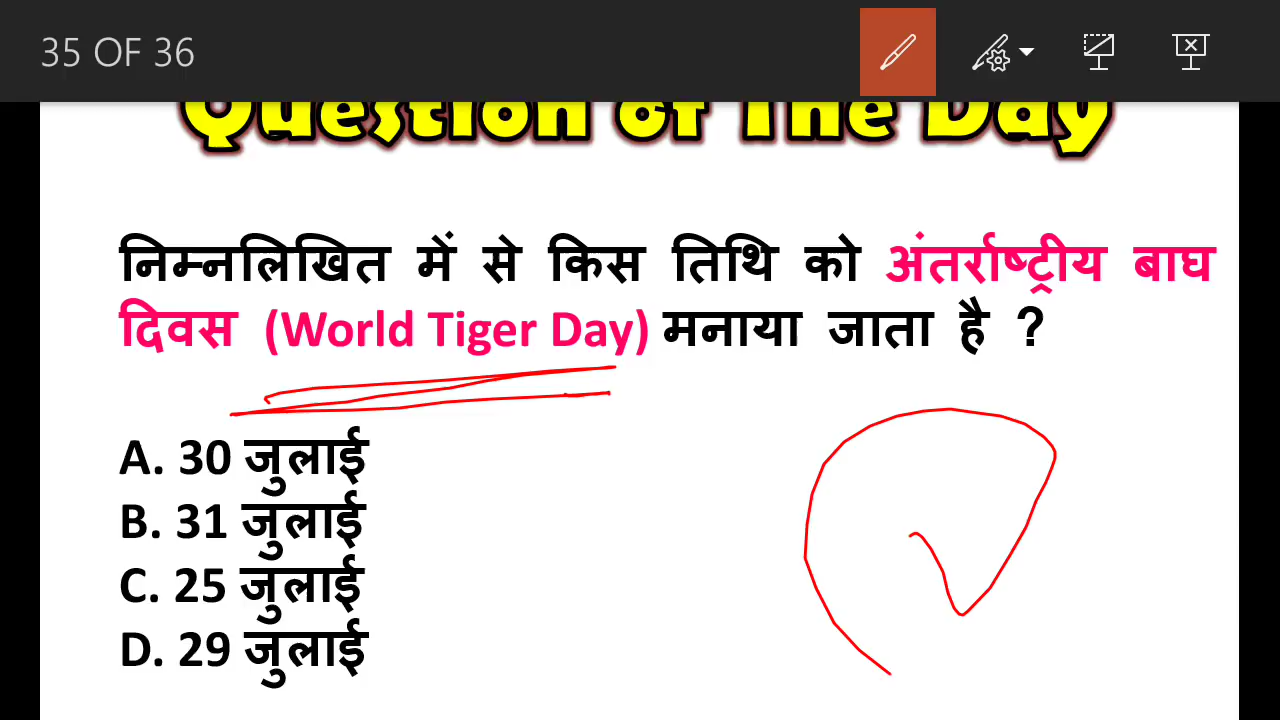 35 OF 36
Question of The Day
निम्नलिखित में से किस तिथि को अंतर्राष्ट्रीय बाघ
दिवस (World Tiger Day) मनाया जाता है ?
A. 30 जुलाई
B. 31 जुलाई
C. 25 जुलाई
D. 29 जुलाई